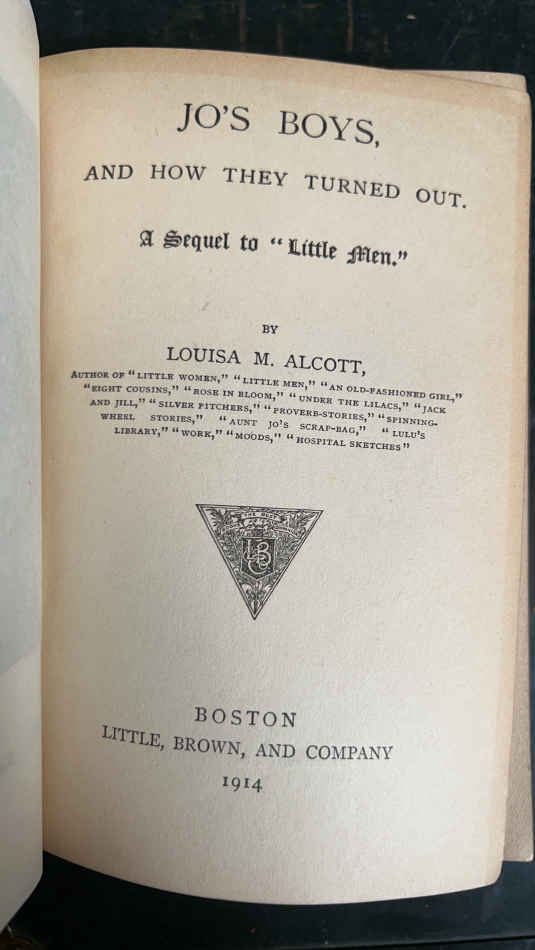 JO'S BOYS,
AND HOW THEY TURNED OUT.
A Sequel to "Little Men."
BY
LOUISA M. ALCOTT,
AUTHOR OF "LITTLE WOMEN," "LITTLE MEN," "AN OLD-FASHIONED GIRL,"
"EIGHT COUSINS," "ROSE IN BLOOM," "UNDER THE LILACS," "JACK
AND JILL," "SILVER PITCHERS," "PROVERB-STORIES," "SPINNING-
WHEEL STORIES," "AUNT JO'S SCRAP-BAG," "LULU'S
LIBRARY," "WORK," "MOODS," "HOSPITAL SKETCHES"
LBC
BOSTON
LITTLE, BROWN, AND COMPANY
1914